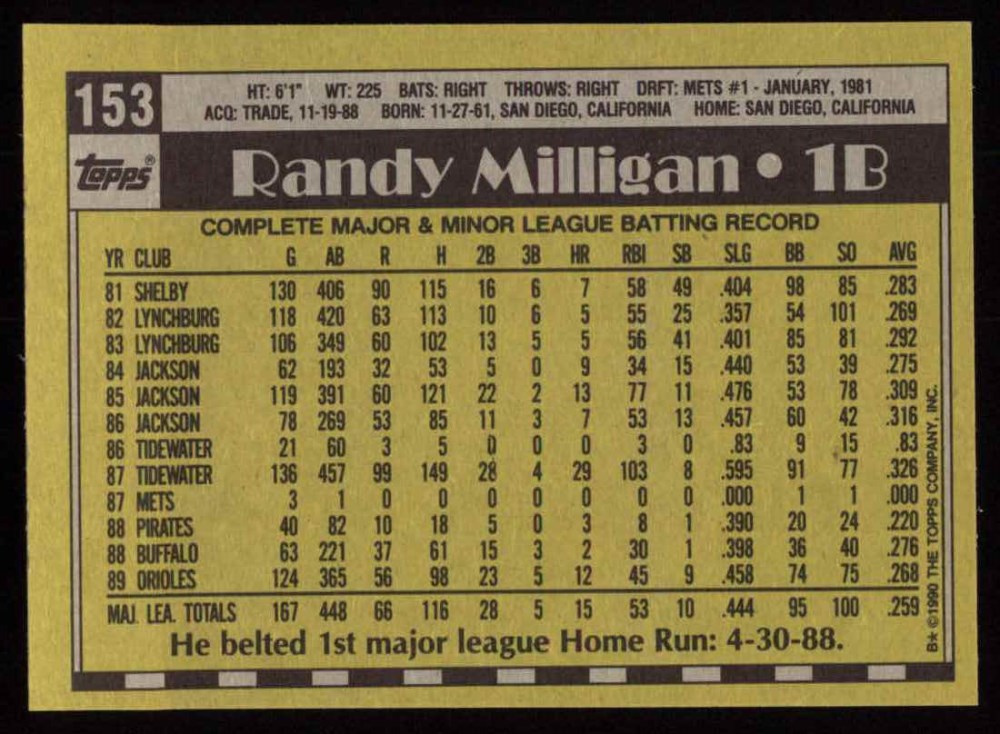 153
HT: 6'1" WT: 225 BATS: RIGHT THROWS: RIGHT DRFT: METS #1 - JANUARY, 1981
ACQ: TRADE, 11-19-88 BORN: 11-27-61, SAN DIEGO, CALIFORNIA HOME: SAN DIEGO, CALIFORNIA
Topps®
Randy Milligan • 1B
COMPLETE MAJOR & MINOR LEAGUE BATTING RECORD
YR CLUB G AB R H 2B 3B HR RBI SB SLG BB SO AVG
81 SHELBY 130 406 90 115 16 6 7 58 49 .404 98 85 .283
82 LYNCHBURG 118 420 63 113 10 6 5 55 25 .357 54 101 .269
83 LYNCHBURG 106 349 60 102 13 5 5 56 41 .401 85 81 .292
84 JACKSON 62 193 32 53 5 0 9 34 15 .440 53 39 .275
85 JACKSON 119 391 60 121 22 2 13 77 11 .476 53 78 .309
86 JACKSON 78 269 53 85 11 3 7 53 13 .457 60 42 .316
86 TIDEWATER 21 60 3 5 0 0 0 3 0 .83 9 15 .83
87 TIDEWATER 136 457 99 149 28 4 29 103 8 .595 91 77 .326
87 METS 3 1 0 0 0 0 0 0 0 .000 1 1 .000
88 PIRATES 40 82 10 18 5 0 3 8 1 .390 20 24 .220
88 BUFFALO 63 221 37 61 15 3 2 30 1 .398 36 40 .276
89 ORIOLES 124 365 56 98 23 5 12 45 9 .458 74 75 .268
MAJ. LEA. TOTALS 167 448 66 116 28 5 15 53 10 .444 95 100 .259
He belted 1st major league Home Run: 4-30-88.
B* ©1990 THE TOPPS COMPANY, INC.